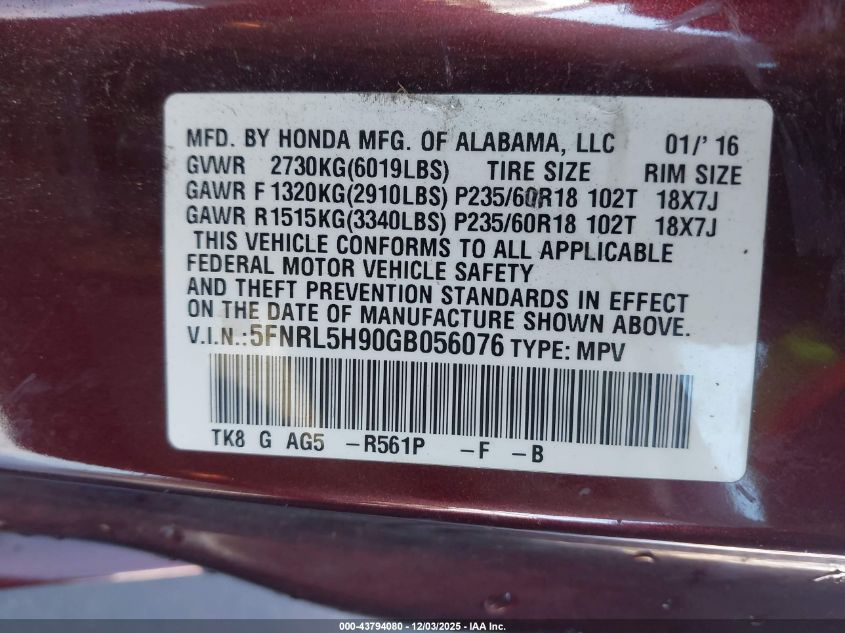 MFD. BY HONDA MFG. OF ALABAMA, LLC 01/' 16
GVWR 2730KG(6019LBS) TIRE SIZE RIM SIZE
GAWR F 1320KG(2910LBS) P235/60R18 102T 18X7J
GAWR R1515KG(3340LBS) P235/60R18 102T 18X7J
THIS VEHICLE CONFORMS TO ALL APPLICABLE
FEDERAL MOTOR VEHICLE SAFETY
AND THEFT PREVENTION STANDARDS IN EFFECT
ON THE DATE OF MANUFACTURE SHOWN ABOVE.
V.I.N.:5FNRL5H90GB056076 TYPE: MPV
TK8 G AG5 -R561P -F -B
000-43794080 - 12/03/2025 - IAA Inc.